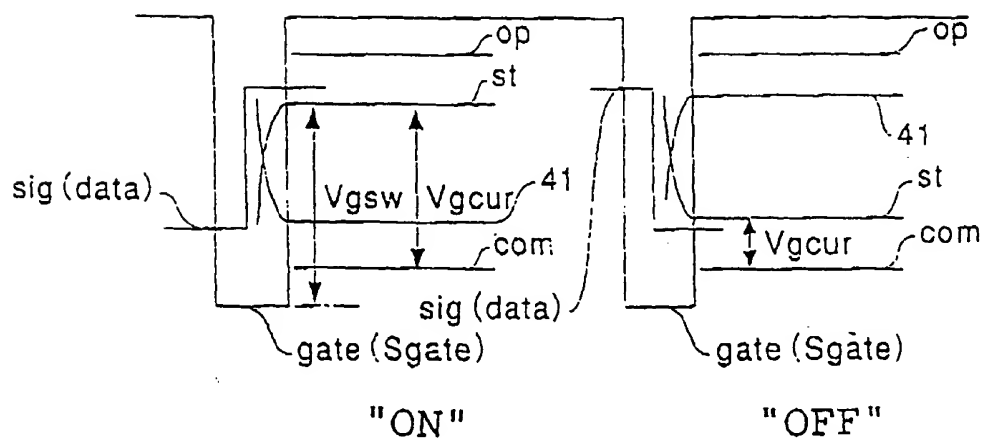 op
st
sig (data)
Vgsw
Vgcur
41
com
gate (Sgate)
"ON"
op
41
st
Vgcur
com
sig (data)
gate (Sgate)
"OFF"